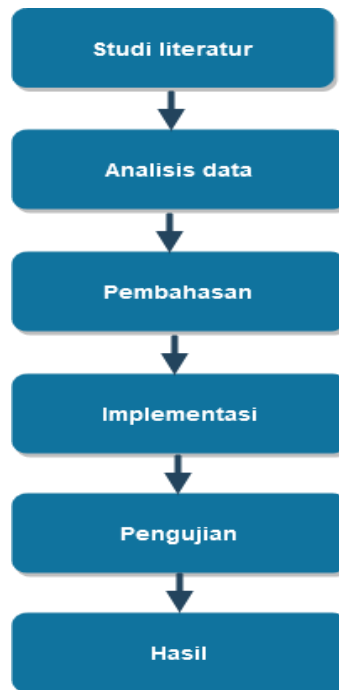 Studi literatur
Analisis data
Pembahasan
Implementasi
Pengujian
Hasil